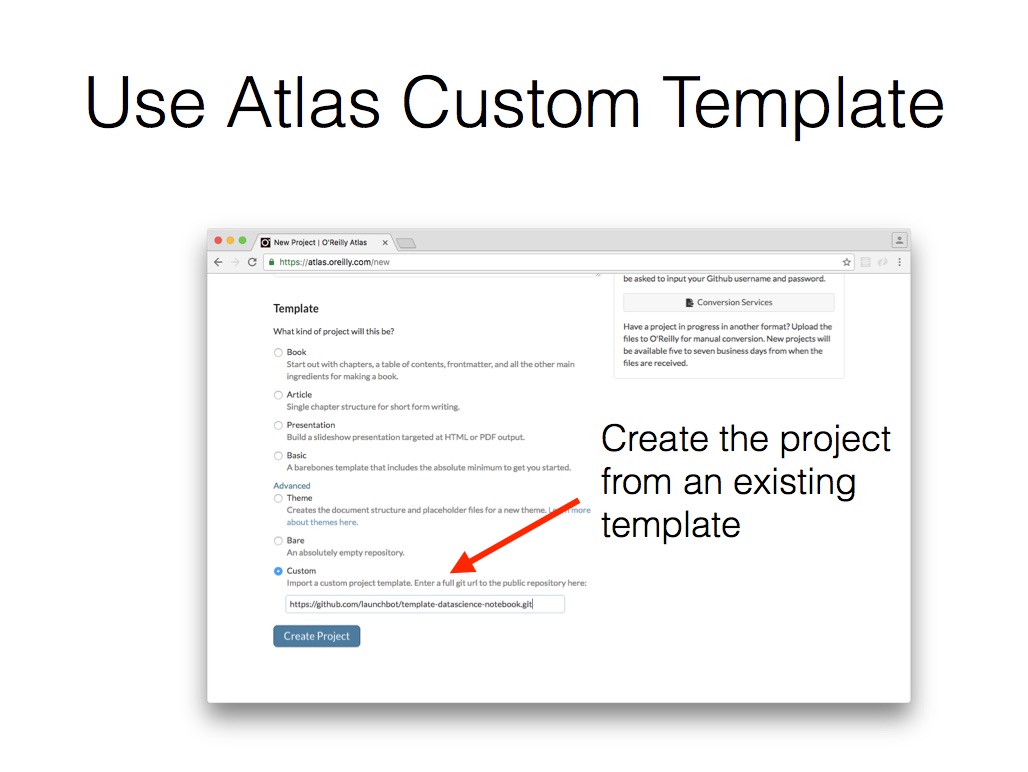 Use Atlas Custom Template
New Project | O'Reilly Atlas
https://atlas.oreilly.com/new
Template
What kind of project will this be?
Book
Start out with chapters, a table of contents, frontmatter, and all the other main
ingredients for making a book.
Article
Single chapter structure for short form writing.
Presentation
Build a slideshow presentation targeted at HTML or PDF output.
Basic
A barebones template that includes the absolute minimum to get you started.
Advanced
Theme
Creates the document structure and placeholder files for a new theme. more
about themes here.
Bare
An absolutely empty repository.
Custom
Import a custom project template. Enter a full git url to the public repository here:
https://github.com/launchbot/template-datascience-notebook.git
Create Project
be asked to input your Github username and password.
Conversion Services
Have a project in progress in another format? Upload the
files to O'Reilly for manual conversion. New projects will
be available five to seven business days from when the
files are received.
Create the project
from an existing
template